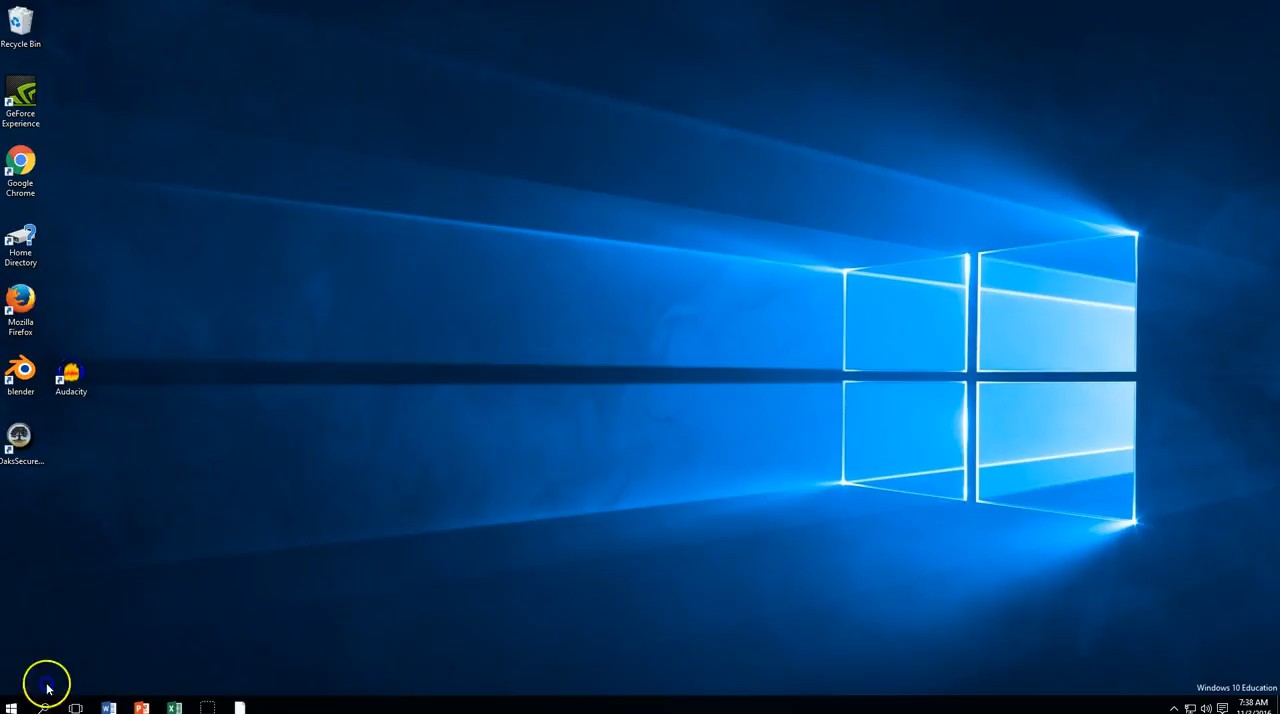 Recycle Bin
GeForce
Experience
Google
Chrome
Home
Directory
Mozilla
Firefox
blender
Audacity
OaksSecure...
Windows 10 Education
7:38 AM
11/3/2016